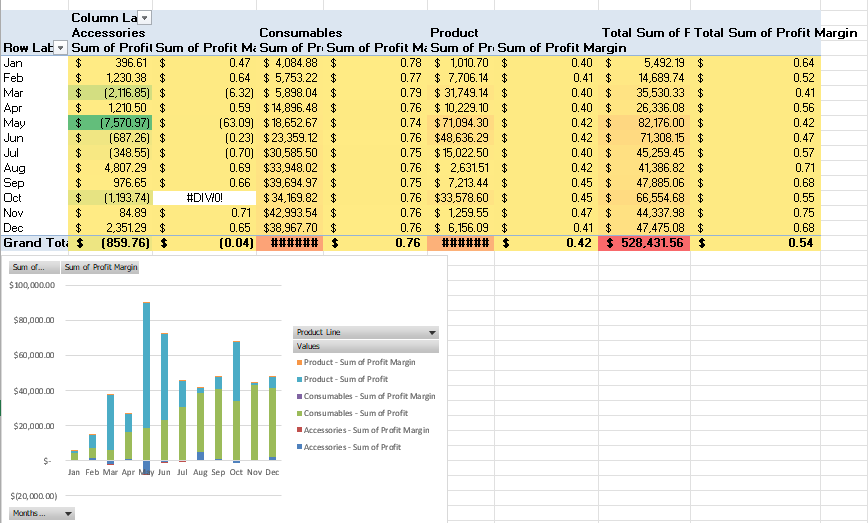 Column La
Accessories Consumables Product Total Sum of P Total Sum of Profit Margin
Row Lab Sum of Profit Sum of Profit Ma Sum of Pr Sum of Profit Ma Sum of Pr Sum of Profit Margin
Jan $ 396.61 $ 0.47 $ 4,084.88 $ 0.78 $ 1,010.70 $ 0.40 $ 5,492.19 $ 0.64
Feb $ 1,230.38 $ 0.64 $ 5,753.22 $ 0.77 $ 7,706.14 $ 0.41 $ 14,689.74 $ 0.52
Mar $ (2,116.85) $ (6.32) $ 5,898.04 $ 0.79 $ 31,749.14 $ 0.40 $ 35,530.33 $ 0.41
Apr $ 1,210.50 $ 0.59 $ 14,896.48 $ 0.76 $ 10,229.10 $ 0.40 $ 26,336.08 $ 0.56
May $ (7,570.97) $ (63.09) $ 18,652.67 $ 0.74 $ 71,094.30 $ 0.42 $ 82,176.00 $ 0.42
Jun $ (687.26) $ (0.23) $ 23,359.12 $ 0.76 $ 48,636.29 $ 0.42 $ 71,308.15 $ 0.47
Jul $ (348.55) $ (0.70) $ 30,585.50 $ 0.75 $ 15,022.50 $ 0.40 $ 45,259.45 $ 0.57
Aug $ 4,807.29 $ 0.69 $ 33,948.02 $ 0.76 $ 2,631.51 $ 0.40 $ 41,386.82 $ 0.71
Sep $ 976.65 $ 0.66 $ 39,694.97 $ 0.75 $ 7,213.44 $ 0.45 $ 47,885.06 $ 0.68
Oct $ (1,193.74) #DIV/0! $ 34,169.82 $ 0.76 $ 33,578.60 $ 0.45 $ 66,554.68 $ 0.55
Nov $ 84.89 $ 0.71 $ 42,993.54 $ 0.76 $ 1,259.55 $ 0.47 $ 44,337.98 $ 0.75
Dec $ 2,351.29 $ 0.65 $ 38,967.70 $ 0.76 $ 6,156.09 $ 0.41 $ 47,475.08 $ 0.68
Grand Tota $ (859.76) $ (0.04) ###### $ 0.76 ###### $ 0.42 $ 528,431.56 $ 0.54
Sum of... Sum of Profit Margin
$100,000.00
$80,000.00
$60,000.00
$40,000.00
$20,000.00
$-
$(20,000.00)
Jan Feb Mar Apr May Jun Jul Aug Sep Oct Nov Dec
Product Line
Values
Product - Sum of Profit Margin
Product - Sum of Profit
Consumables - Sum of Profit Margin
Consumables - Sum of Profit
Accessories - Sum of Profit Margin
Accessories - Sum of Profit
Months...